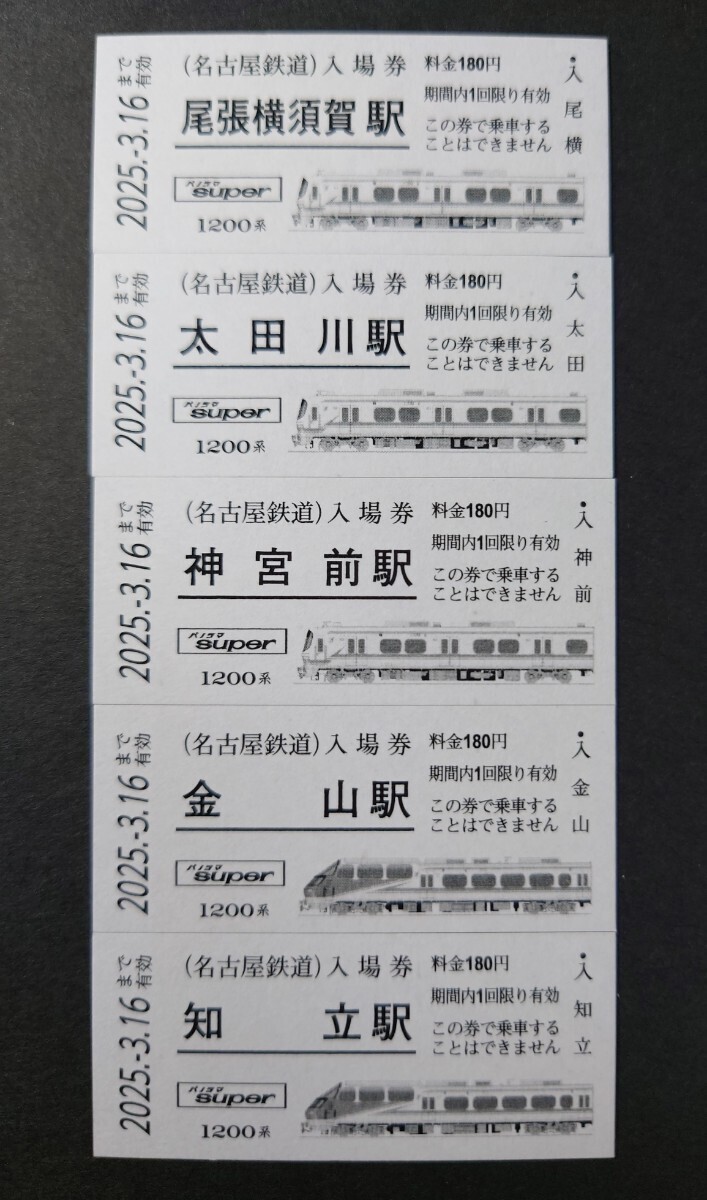 2025.-3.16まで有効
(名古屋鉄道)入場券
尾張横須賀駅
パノラマ
super
1200系
料金180円
期間内1回限り有効
この券で乗車する
ことはできません
入尾横
2025.-3.16まで有効
(名古屋鉄道)入場券
太田川駅
パノラマ
super
1200系
料金180円
期間内1回限り有効
この券で乗車する
ことはできません
入太田
2025.-3.16まで有効
(名古屋鉄道)入場券
神宮前駅
パノラマ
super
1200系
料金180円
期間内1回限り有効
この券で乗車する
ことはできません
入神前
2025.-3.16まで有効
(名古屋鉄道)入場券
金山駅
パノラマ
super
1200系
料金180円
期間内1回限り有効
この券で乗車する
ことはできません
入金山
2025.-3.16まで有効
(名古屋鉄道)入場券
知立駅
パノラマ
super
1200系
料金180円
期間内1回限り有効
この券で乗車する
ことはできません
入知立